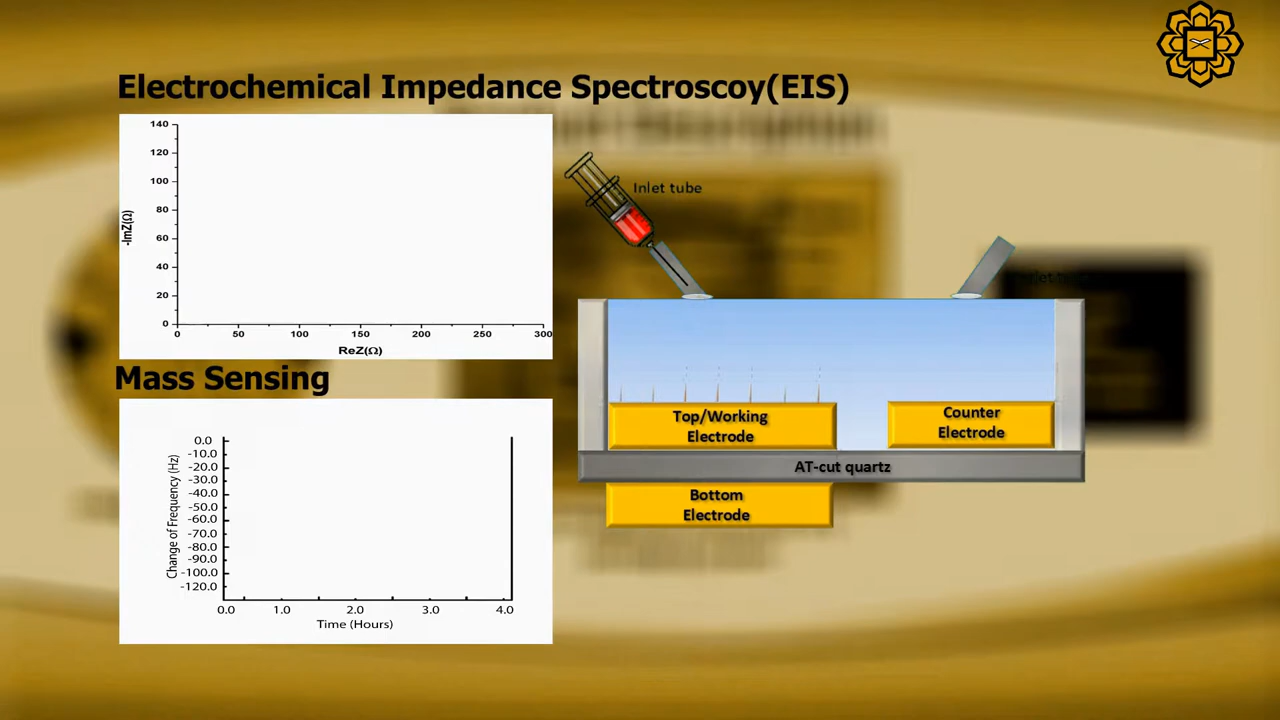 Electrochemical Impedance Spectroscoy(EIS)
140
120
100
80
60
40
20
0
-ImZ(Ω)
0 50 100 150 200 250 300
ReZ(Ω)
Mass Sensing
0.0
-10.0
-20.0
-30.0
-40.0
-50.0
-60.0
-70.0
-80.0
-90.0
-100.0
-120.0
Change of Frequency (Hz)
0.0 1.0 2.0 3.0 4.0
Time (Hours)
Inlet tube
Top/Working
Electrode
Counter
Electrode
AT-cut quartz
Bottom
Electrode